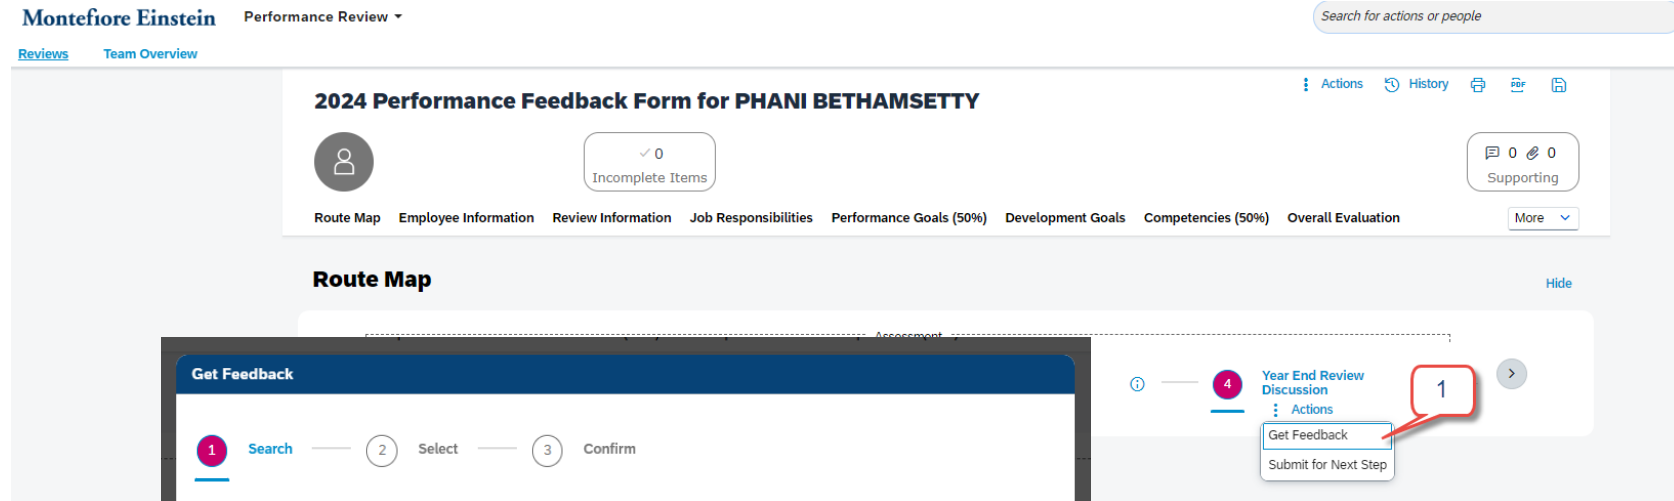 Montefiore Einstein Performance Review
Search for actions or people
Reviews Team Overview
Actions History PDF
2024 Performance Feedback Form for PHANI BETHAMSETTY
0
Incomplete Items
0 0
Supporting
Route Map Employee Information Review Information Job Responsibilities Performance Goals (50%) Development Goals Competencies (50%) Overall Evaluation More
Route Map
Hide
Assessment
Get Feedback
1 Search 2 Select 3 Confirm
4 Year End Review
Discussion
Actions
1
Get Feedback
Submit for Next Step